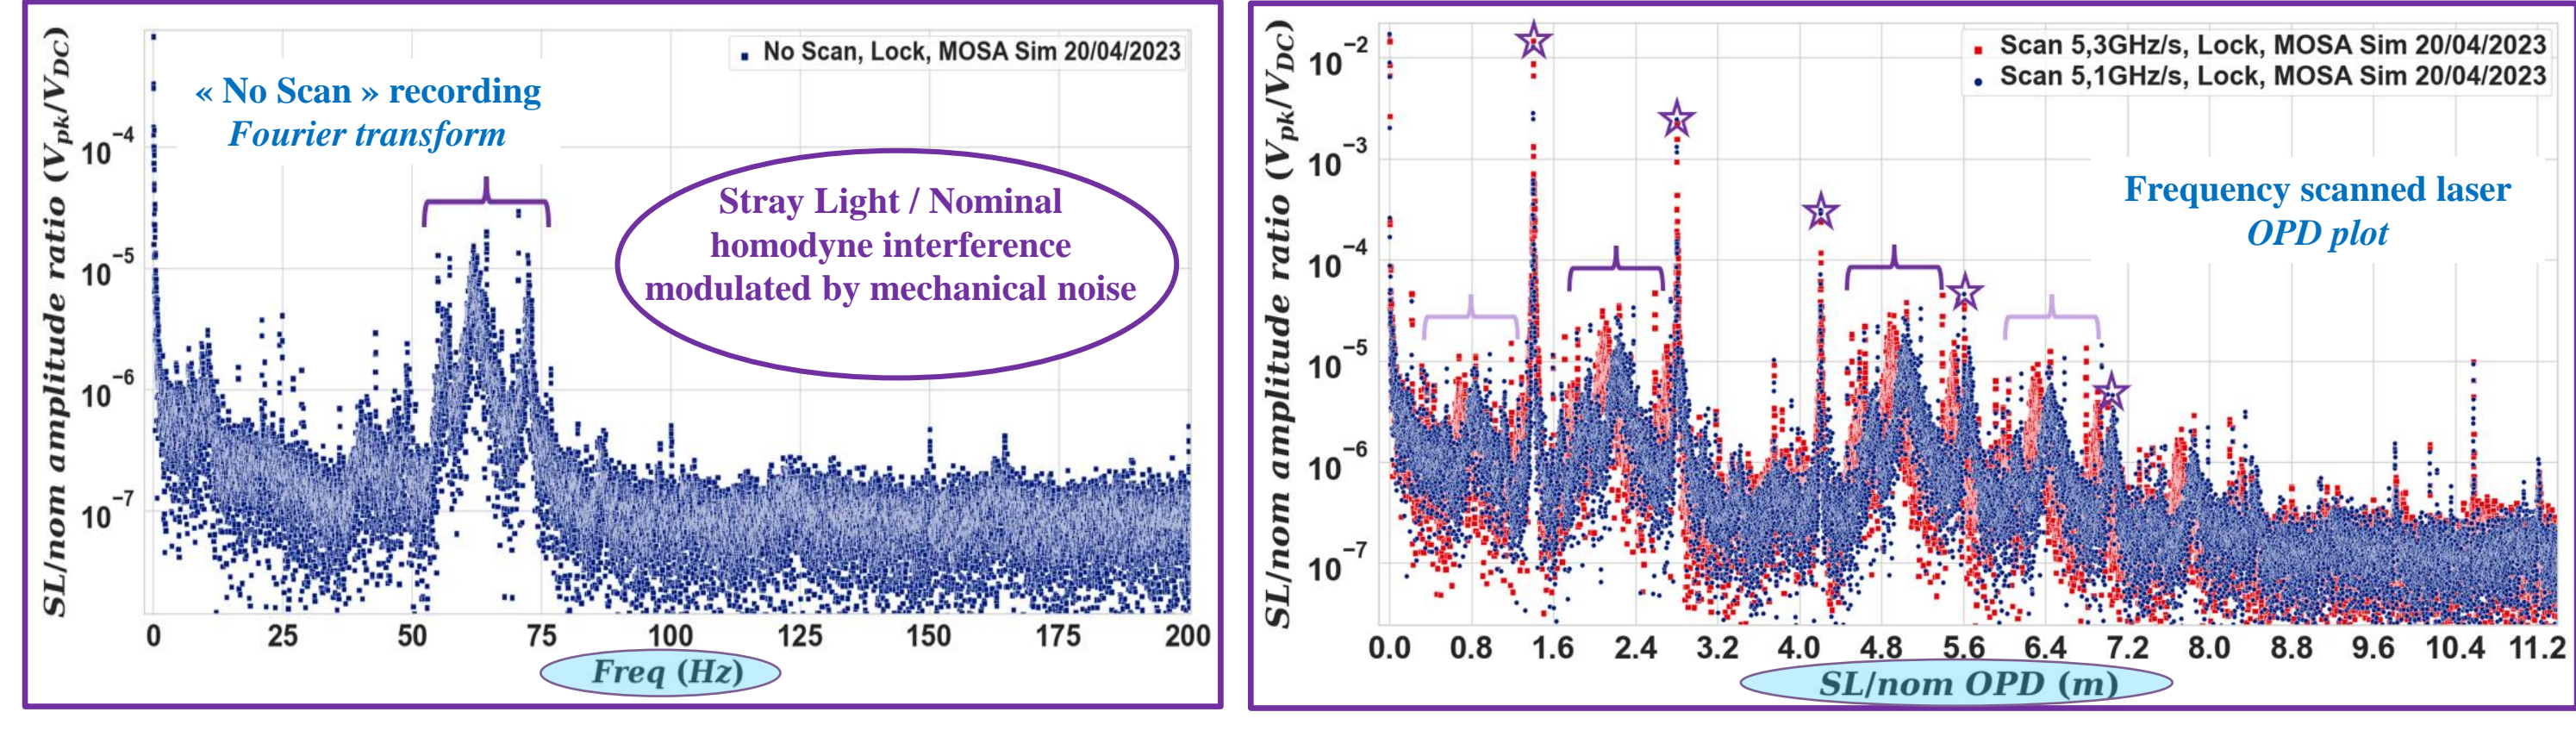 SL/nom amplitude ratio (V_pk/V_DC)
No Scan, Lock, MOSA Sim 20/04/2023
« No Scan » recording
Fourier transform
Stray Light / Nominal
homodyne interference
modulated by mechanical noise
10⁻⁴
10⁻⁵
10⁻⁶
10⁻⁷
0 25 50 75 100 125 150 175 200
Freq (Hz)
SL/nom amplitude ratio (V_pk/V_DC)
Scan 5,3GHz/s, Lock, MOSA Sim 20/04/2023
Scan 5,1GHz/s, Lock, MOSA Sim 20/04/2023
Frequency scanned laser
OPD plot
10⁻²
10⁻³
10⁻⁴
10⁻⁵
10⁻⁶
10⁻⁷
0.0 0.8 1.6 2.4 3.2 4.0 4.8 5.6 6.4 7.2 8.0 8.8 9.6 10.4 11.2
SL/nom OPD (m)